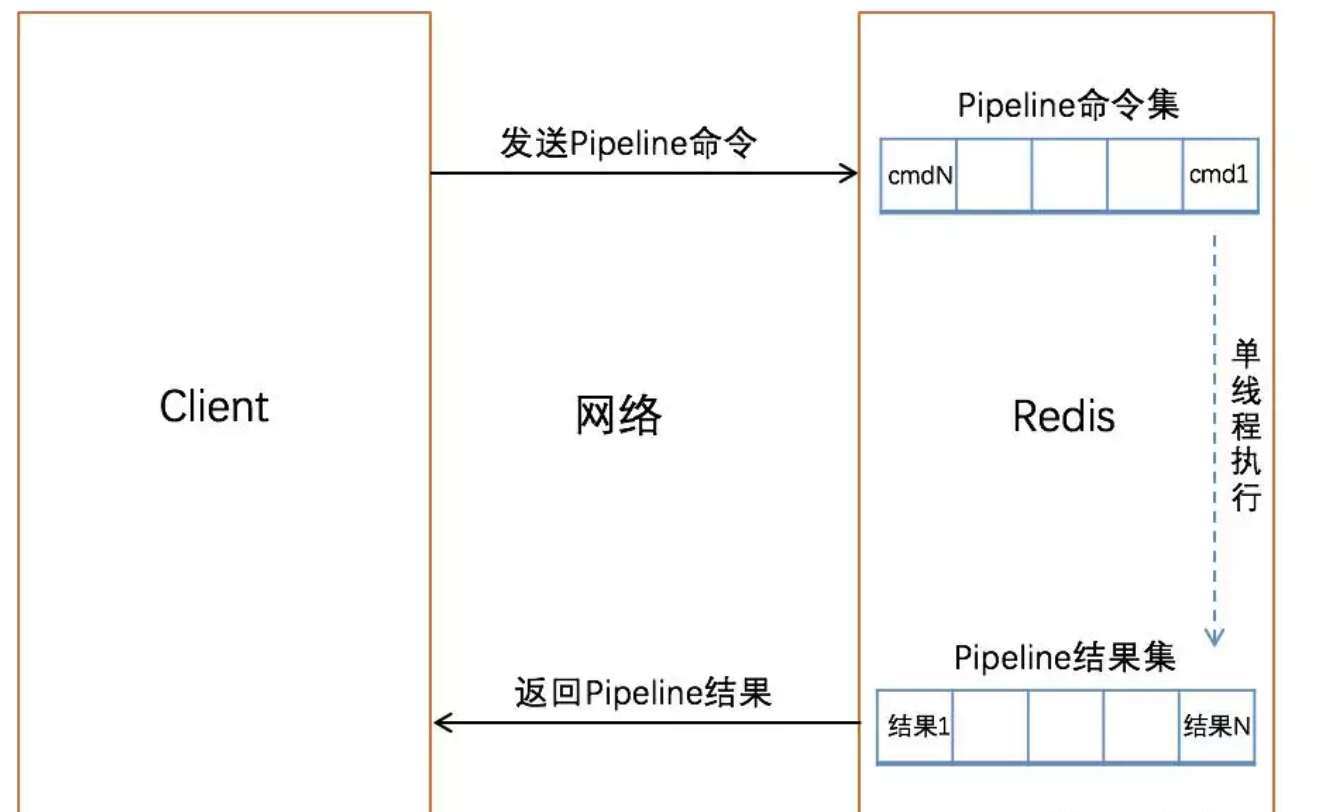 Pipeline命令集
发送Pipeline命令
cmdN
cmd1
Client
网络
Redis
单线程执行
Pipeline结果集
返回Pipeline结果
结果1
结果N